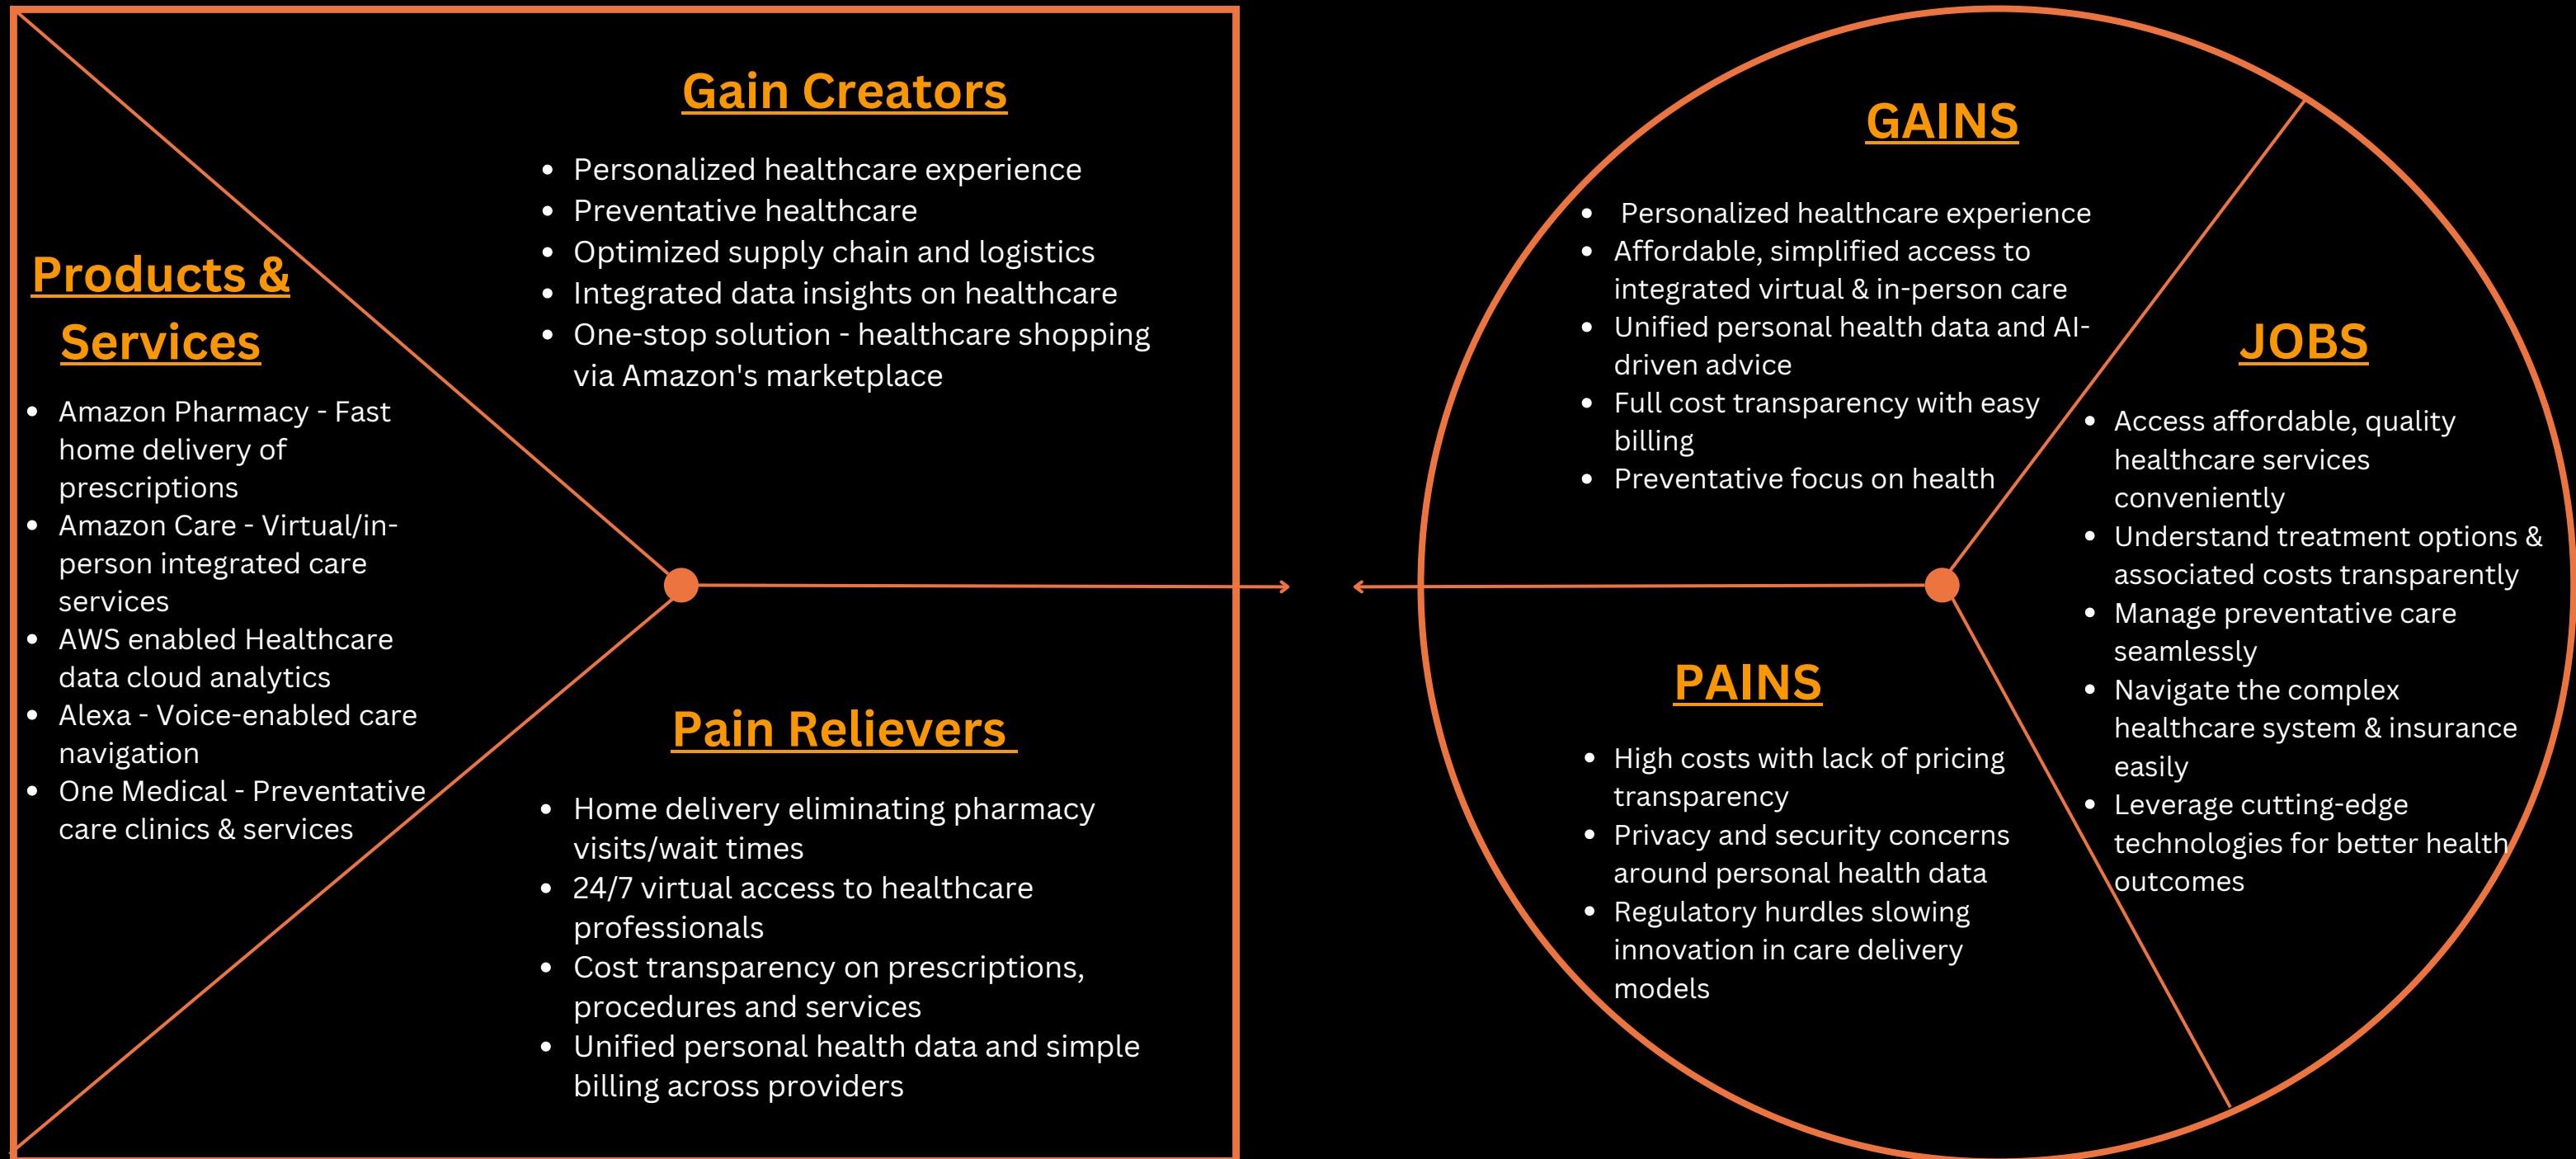 Gain Creators
• Personalized healthcare experience
• Preventative healthcare
• Optimized supply chain and logistics
• Integrated data insights on healthcare
• One-stop solution - healthcare shopping
via Amazon's marketplace
Products &
Services
• Amazon Pharmacy - Fast
home delivery of
prescriptions
• Amazon Care - Virtual/in-
person integrated care
services
• AWS enabled Healthcare
data cloud analytics
• Alexa - Voice-enabled care
navigation
• One Medical - Preventative
care clinics & services
Pain Relievers
• Home delivery eliminating pharmacy
visits/wait times
• 24/7 virtual access to healthcare
professionals
• Cost transparency on prescriptions,
procedures and services
• Unified personal health data and simple
billing across providers
GAINS
• Personalized healthcare experience
• Affordable, simplified access to
integrated virtual & in-person care
• Unified personal health data and AI-
driven advice
• Full cost transparency with easy
billing
• Preventative focus on health
JOBS
• Access affordable, quality
healthcare services
conveniently
• Understand treatment options &
associated costs transparently
• Manage preventative care
seamlessly
• Navigate the complex
healthcare system & insurance
easily
• Leverage cutting-edge
technologies for better health
outcomes
PAINS
• High costs with lack of pricing
transparency
• Privacy and security concerns
around personal health data
• Regulatory hurdles slowing
innovation in care delivery
models